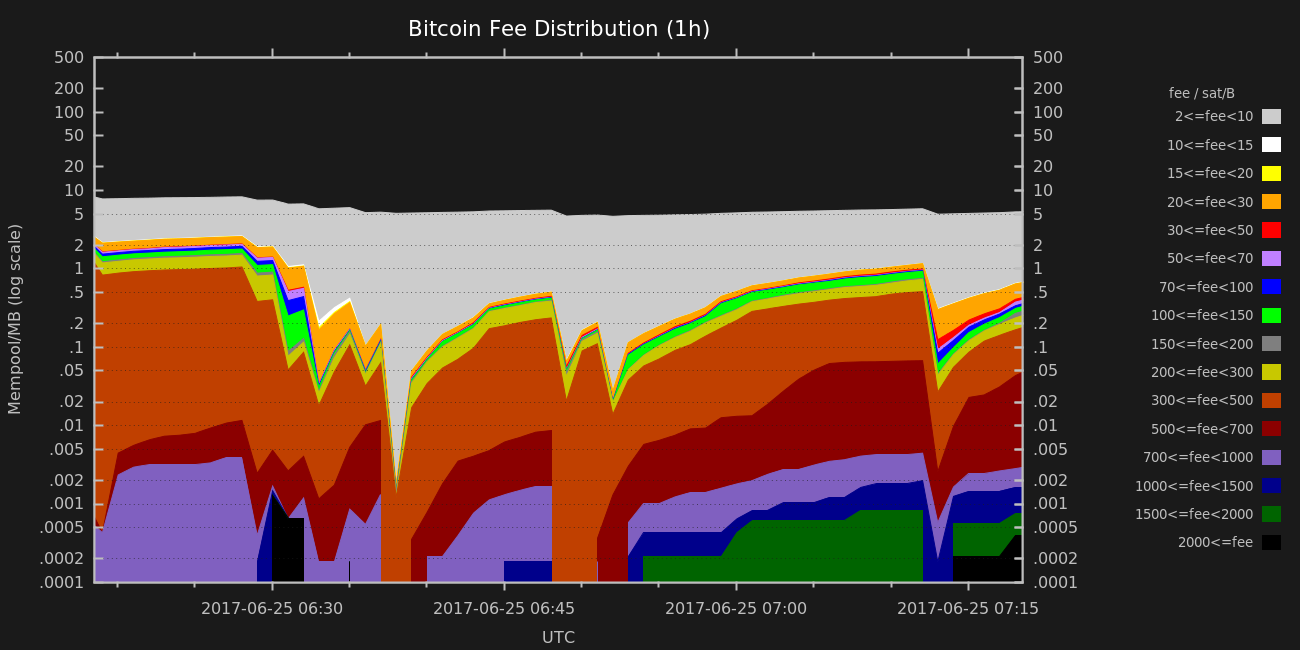 Bitcoin Fee Distribution (1h)
Mempool/MB (log scale)
500
200
100
50
20
10
5
2
1
.5
.2
.1
.05
.02
.01
.005
.002
.001
.0005
.0002
.0001
500
200
100
50
20
10
5
2
1
.5
.2
.1
.05
.02
.01
.005
.002
.001
.0005
.0002
.0001
2017-06-25 06:30
2017-06-25 06:45
2017-06-25 07:00
2017-06-25 07:15
UTC
fee / sat/B
2<=fee<10
10<=fee<15
15<=fee<20
20<=fee<30
30<=fee<50
50<=fee<70
70<=fee<100
100<=fee<150
150<=fee<200
200<=fee<300
300<=fee<500
500<=fee<700
700<=fee<1000
1000<=fee<1500
1500<=fee<2000
2000<=fee